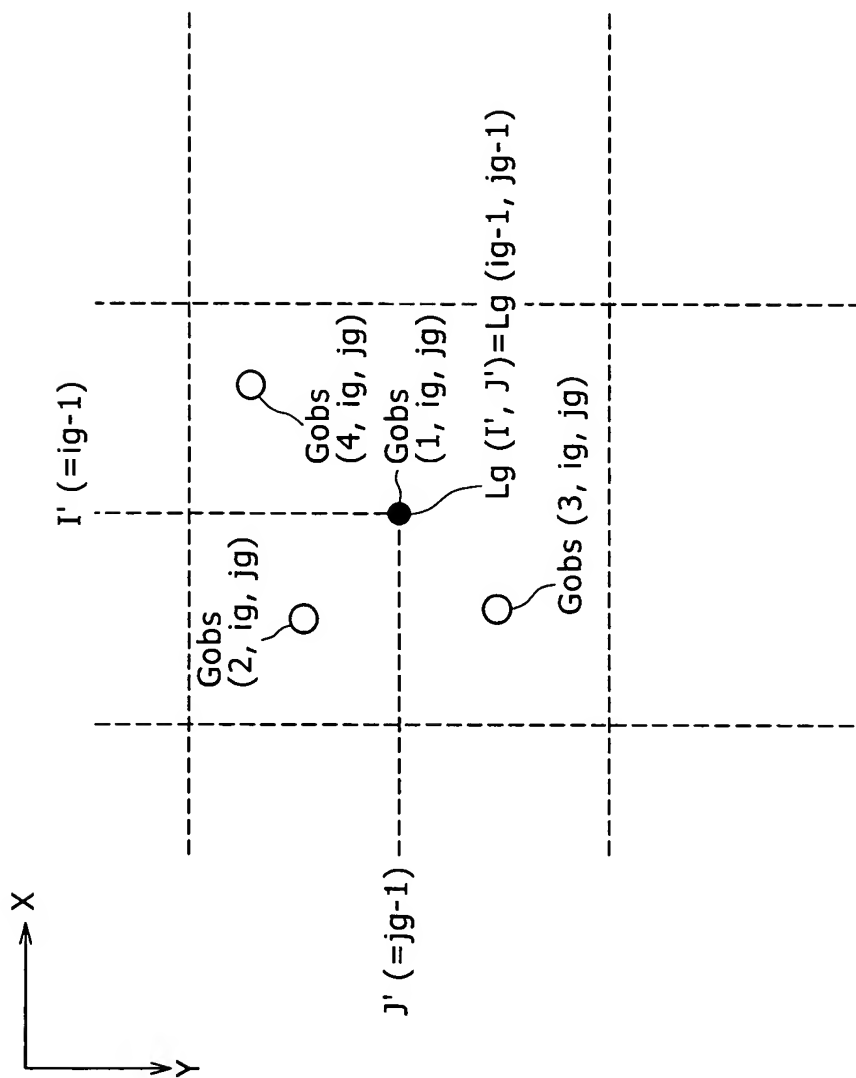 X
I' (=ig-1)
Y
Gobs
(2, ig, jg)
Gobs
(4, ig, jg)
J' (=jg-1)
Gobs
(1, ig, jg)
Lg (I', J')=Lg (ig-1, jg-1)
Gobs (3, ig, jg)